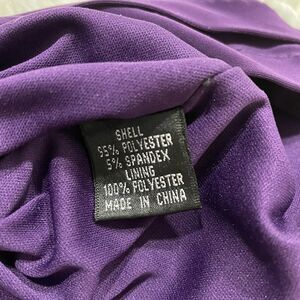 SHELL
95% POLYESTER
5% SPANDEX
LINING
100% POLYESTER
MADE IN CHINA